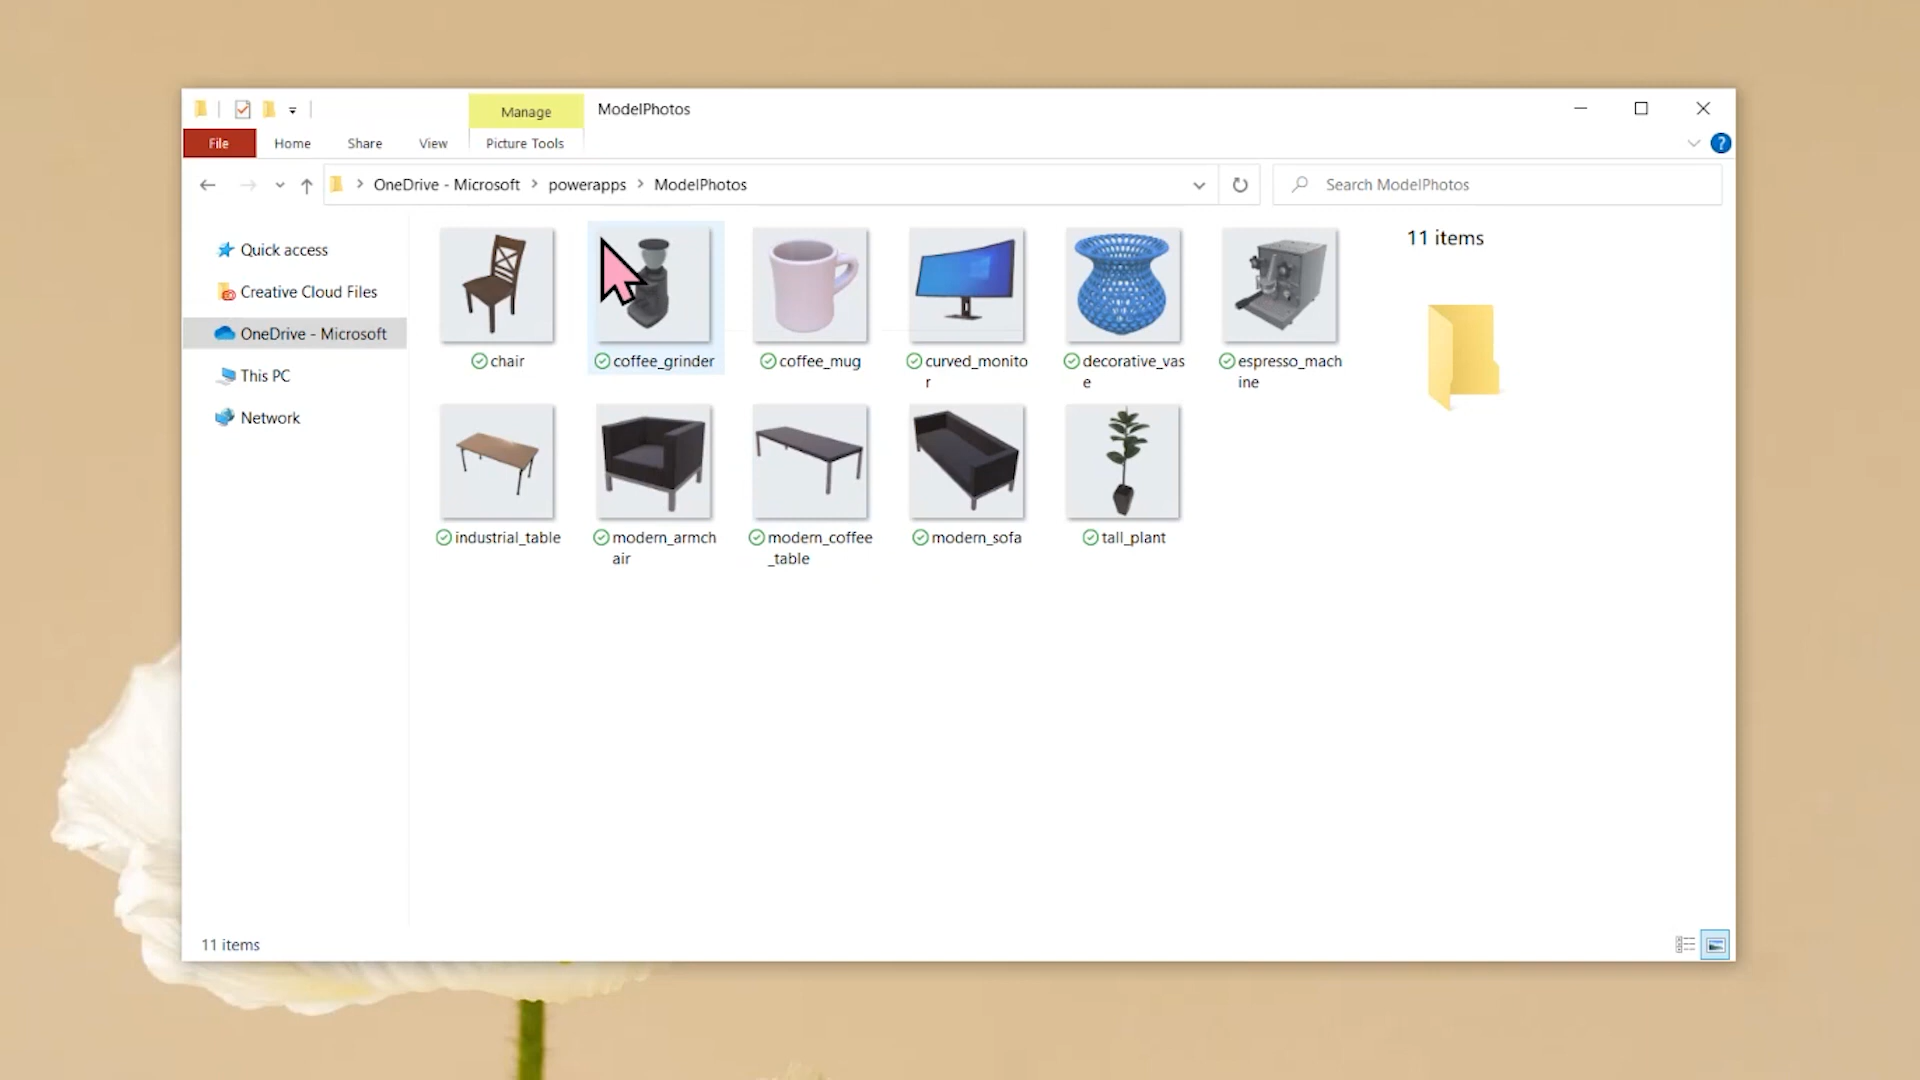 Manage
ModelPhotos
File
Home
Share
View
Picture Tools
?
OneDrive - Microsoft
powerapps
ModelPhotos
Search ModelPhotos
Quick access
Creative Cloud Files
OneDrive - Microsoft
This PC
Network
chair
coffee_grinder
coffee_mug
curved_monito
r
decorative_vas
e
espresso_mach
ine
industrial_table
modern_armch
air
modern_coffee
_table
modern_sofa
tall_plant
11 items
11 items